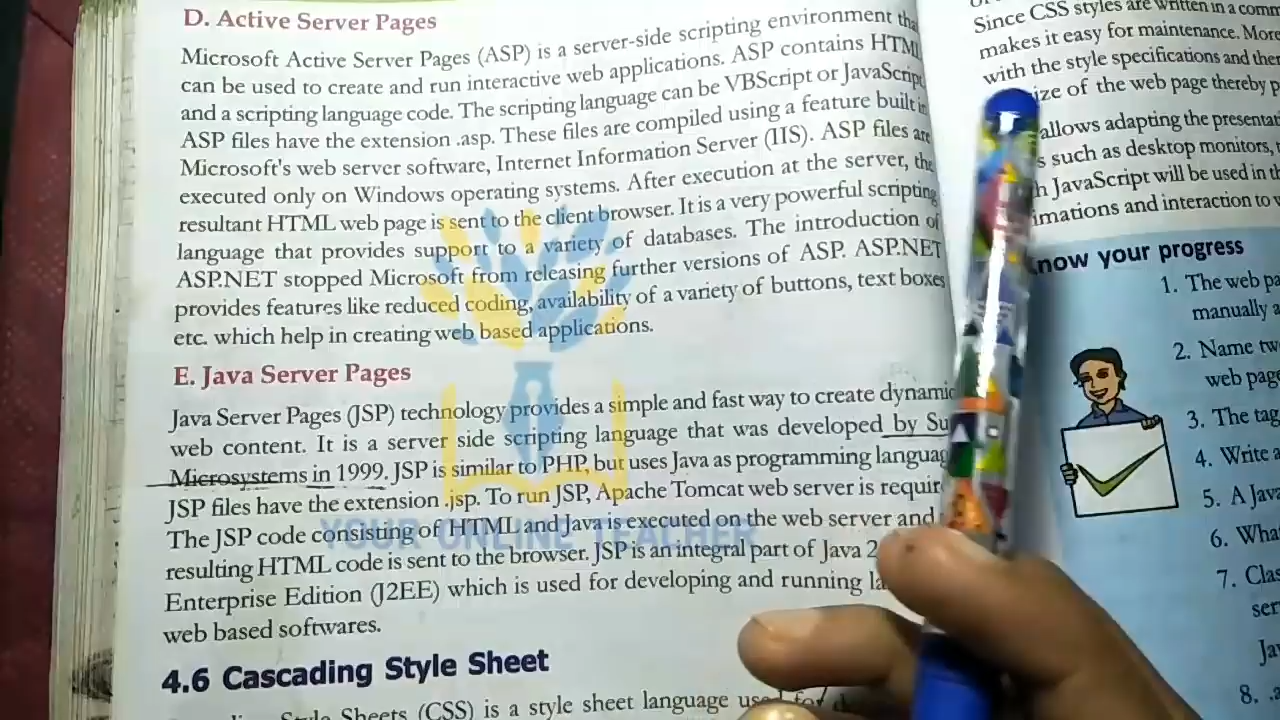 D. Active Server Pages
Microsoft Active Server Pages (ASP) is a server-side scripting environment tha
can be used to create and run interactive web applications. ASP contains HTML
and a scripting language code. The scripting language can be VBScript or JavaScript.
ASP files have the extension .asp. These files are compiled using a feature built in
Microsoft's web server software, Internet Information Server (IIS). ASP files are
executed only on Windows operating systems. After execution at the server, the
resultant HTML web page is sent to the client browser. It is a very powerful scripting
language that provides support to a variety of databases. The introduction of
ASP.NET stopped Microsoft from releasing further versions of ASP. ASP.NET
provides features like reduced coding, availability of a variety of buttons, text boxes
etc. which help in creating web based applications.
E. Java Server Pages
Java Server Pages (JSP) technology provides a simple and fast way to create dynamic
web content. It is a server side scripting language that was developed by Su
Microsystems in 1999. JSP is similar to PHP, but uses Java as programming languag
JSP files have the extension .jsp. To run JSP, Apache Tomcat web server is requir
The JSP code consisting of HTML and Java is executed on the web server and
resulting HTML code is sent to the browser. JSP is an integral part of Java 2
Enterprise Edition (J2EE) which is used for developing and running la
web based softwares.
4.6 Cascading Style Sheet
Style Sheets (CSS) is a style sheet language used for
YOUR ONLINE TEACHER
Since CSS styles are written in a comm
makes it easy for maintenance. More
with the style specifications and ther
ize of the web page thereby p
allows adapting the presentat
s such as desktop monitors,
h JavaScript will be used in th
imations and interaction to
now your progress
1. The web pa
manually a
2. Name tw
web page
3. The tag
4. Write a
5. A Java
6. Wha
7. Clas
ser
Ja
8. .a